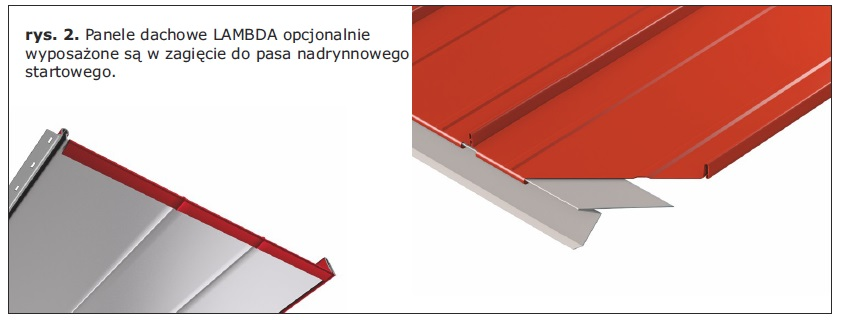 rys. 2. Panele dachowe LAMBDA opcjonalnie
wyposażone są w zagięcie do pasa nadrynnowego
startowego.